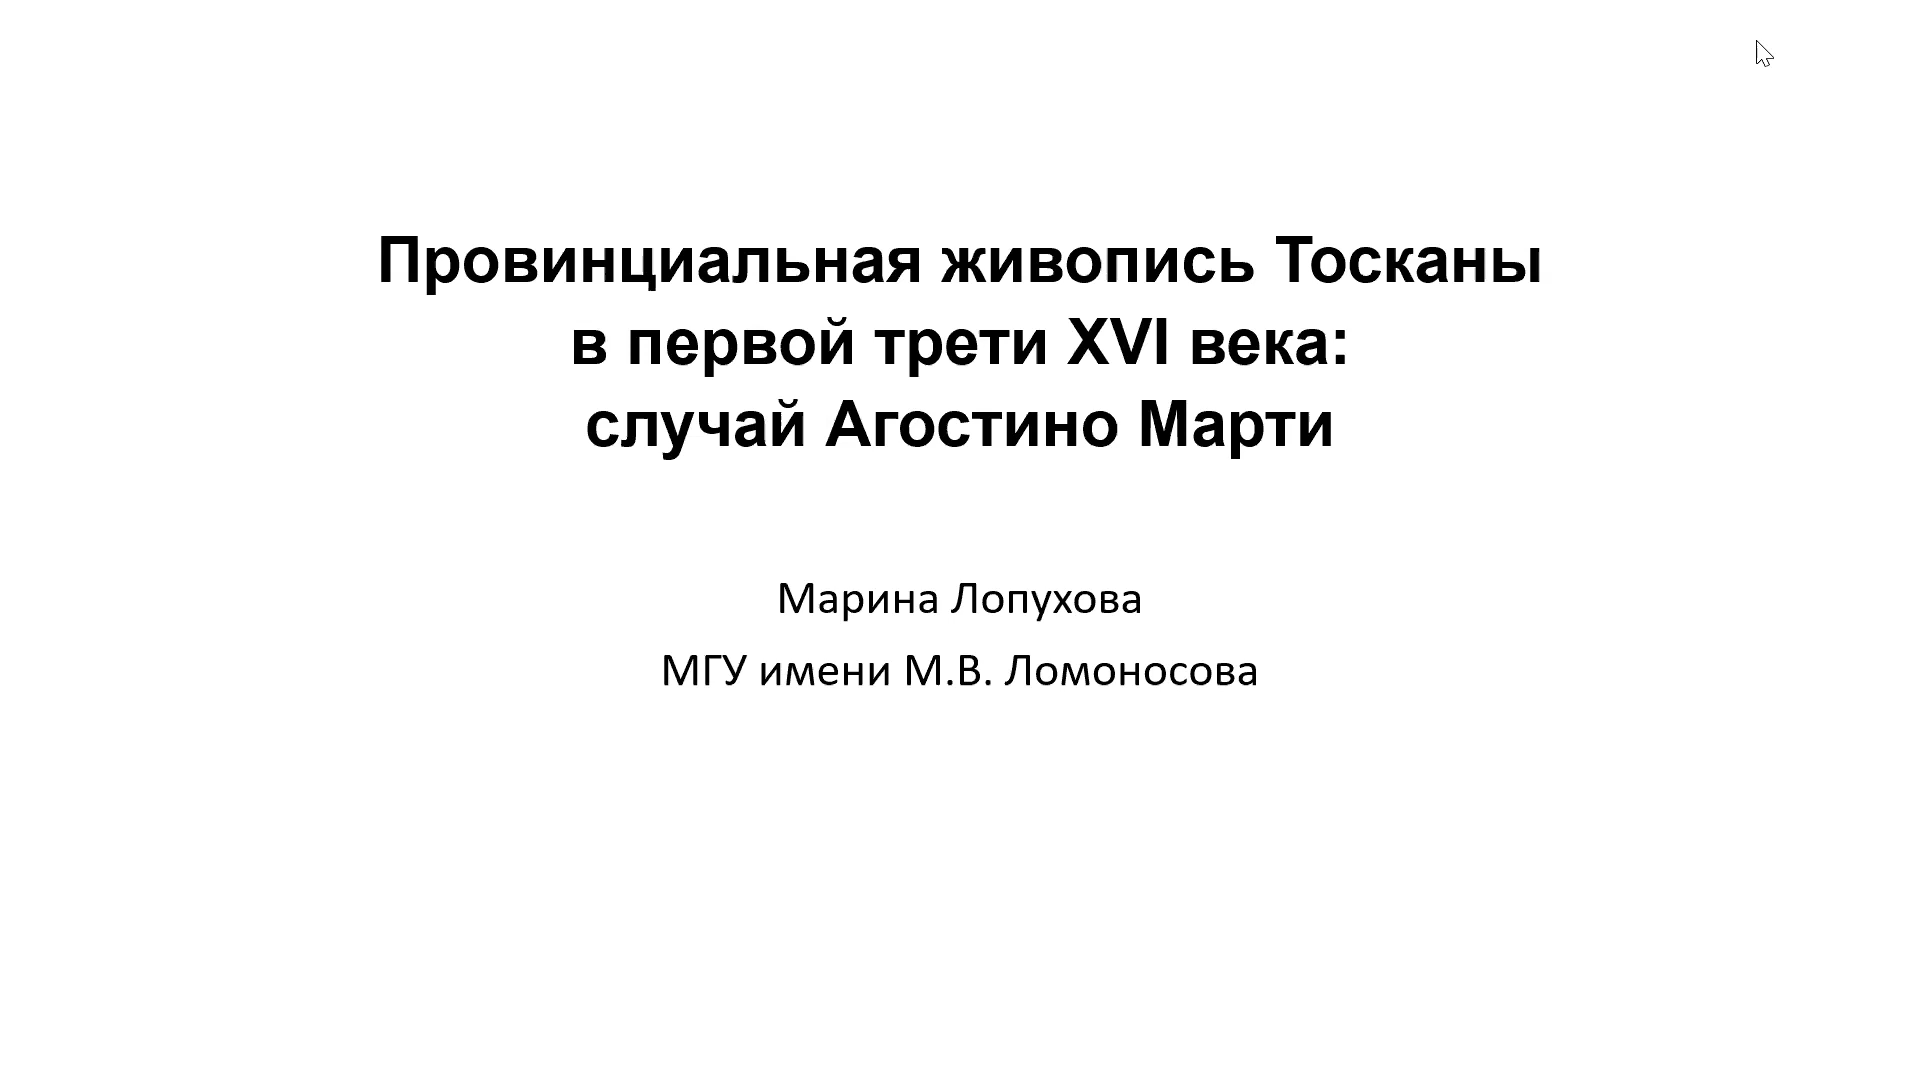 Провинциальная живопись Тосканы
в первой трети XVI века:
случай Агостино Марти
Марина Лопухова
МГУ имени М.В. Ломоносова